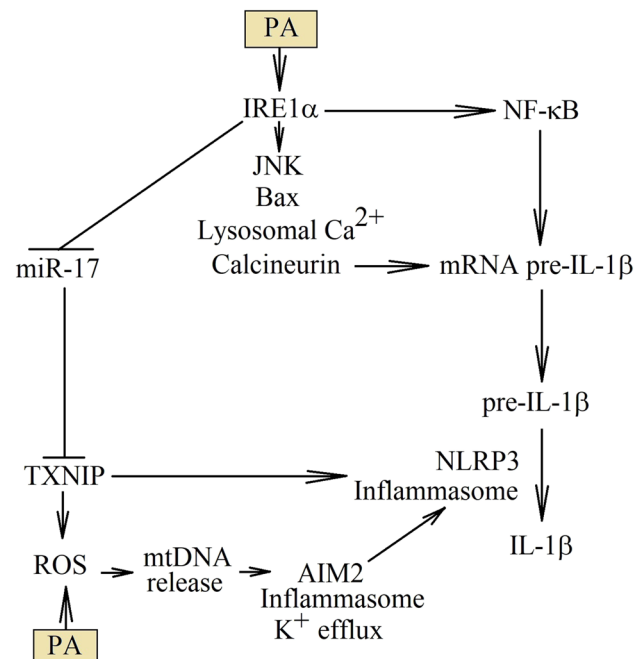 PA
IRE1α
NF-κB
JNK
Bax
Lysosomal Ca²⁺
Calcineurin
mRNA pre-IL-1β
miR-17
pre-IL-1β
NLRP3
Inflammasome
TXNIP
IL-1β
ROS
mtDNA
release
AIM2
Inflammasome
K⁺ efflux
PA